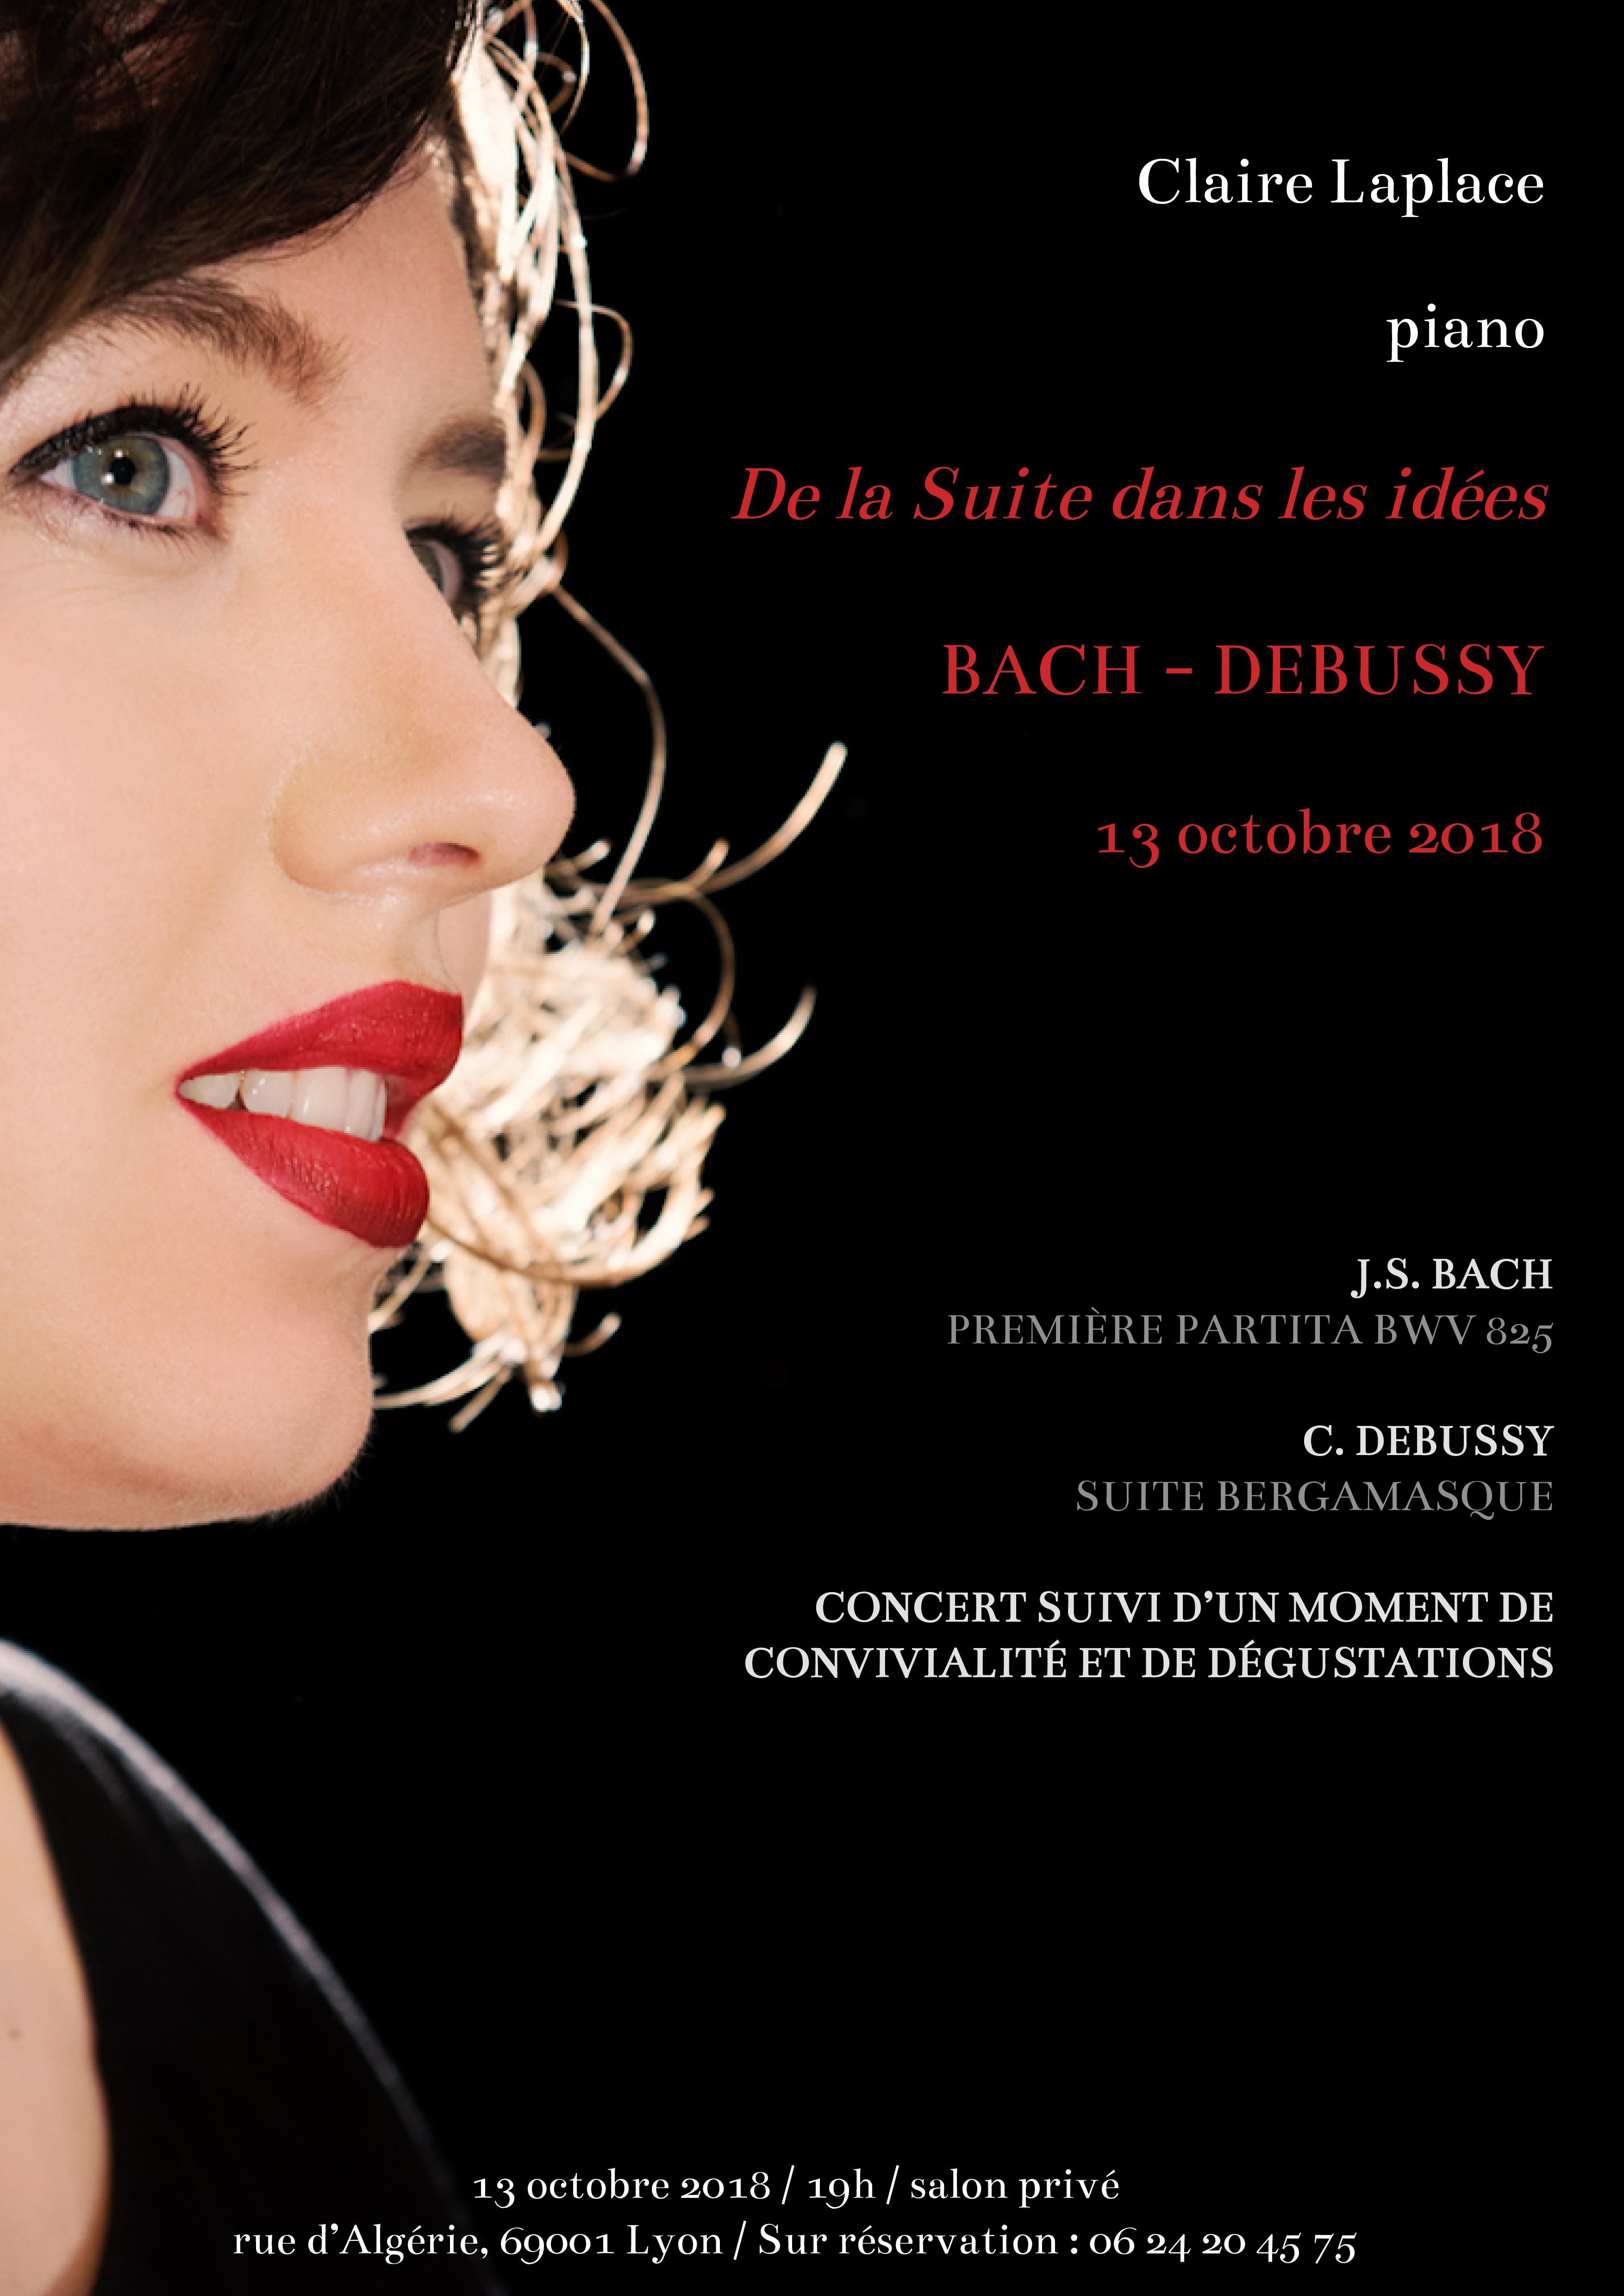 Claire Laplace
piano
De la Suite dans les idées
BACH - DEBUSSY
13 octobre 2018
J.S. BACH
PREMIÈRE PARTITA BWV 825
C. DEBUSSY
SUITE BERGAMASQUE
CONCERT SUIVI D’UN MOMENT DE
CONVIVIALITÉ ET DE DÉGUSTATIONS
13 octobre 2018 / 19h / salon privé
rue d’Algérie, 69001 Lyon / Sur réservation : 06 24 20 45 75